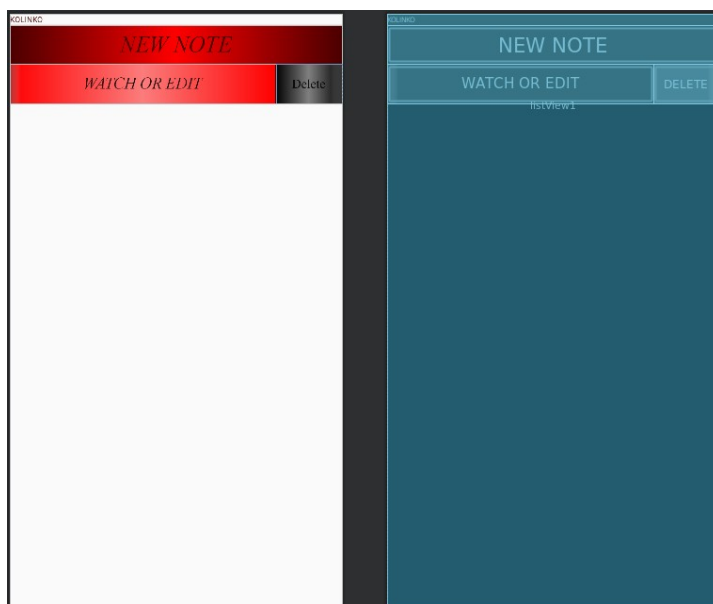 KOLINKO
NEW NOTE
WATCH OR EDIT Delete
KOLINKO
NEW NOTE
WATCH OR EDIT DELETE
listView1